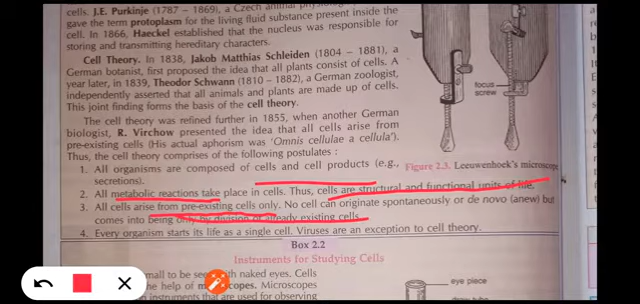 cells. J.E. Purkinje (1787 - 1869), a Czech animal
gave the term protoplasm for the living fluid substance present inside the
cell. In 1866, Haeckel established that the nucleus was responsible for
storing and transmitting hereditary characters.
Cell Theory. In 1838, Jakob Matthias Schleiden (1804 - 1881), a
German botanist, first proposed the idea that all plants consist of cells. A
year later, in 1839, Theodor Schwann (1810 - 1882), a German zoologist,
independently asserted that all animals and plants are made up of cells.
This joint finding forms the basis of the cell theory.
The cell theory was refined further in 1855, when another German
biologist, R. Virchow presented the idea that all cells arise from
pre-existing cells (His actual aphorism was 'Omnis cellulae a cellula').
Thus, the cell theory comprises of the following postulates :
1. All organisms are composed of cells and cell products (e.g.,
secretions).
2. All metabolic reactions take place in cells. Thus, cells are structural and functional units of life.
3. All cells arise from pre-existing cells only. No cell can originate spontaneously or de novo (anew) but
comes into being only by division of already existing cells.
4. Every organism starts its life as a single cell. Viruses are an exception to cell theory.
focus
screw
Figure 2.3. Leeuwenhoek's microscope
Box 2.2
Instruments for Studying Cells
small to be seen with naked eyes. Cells
he help of microscopes. Microscopes
instruments that are used for observing
eye piece